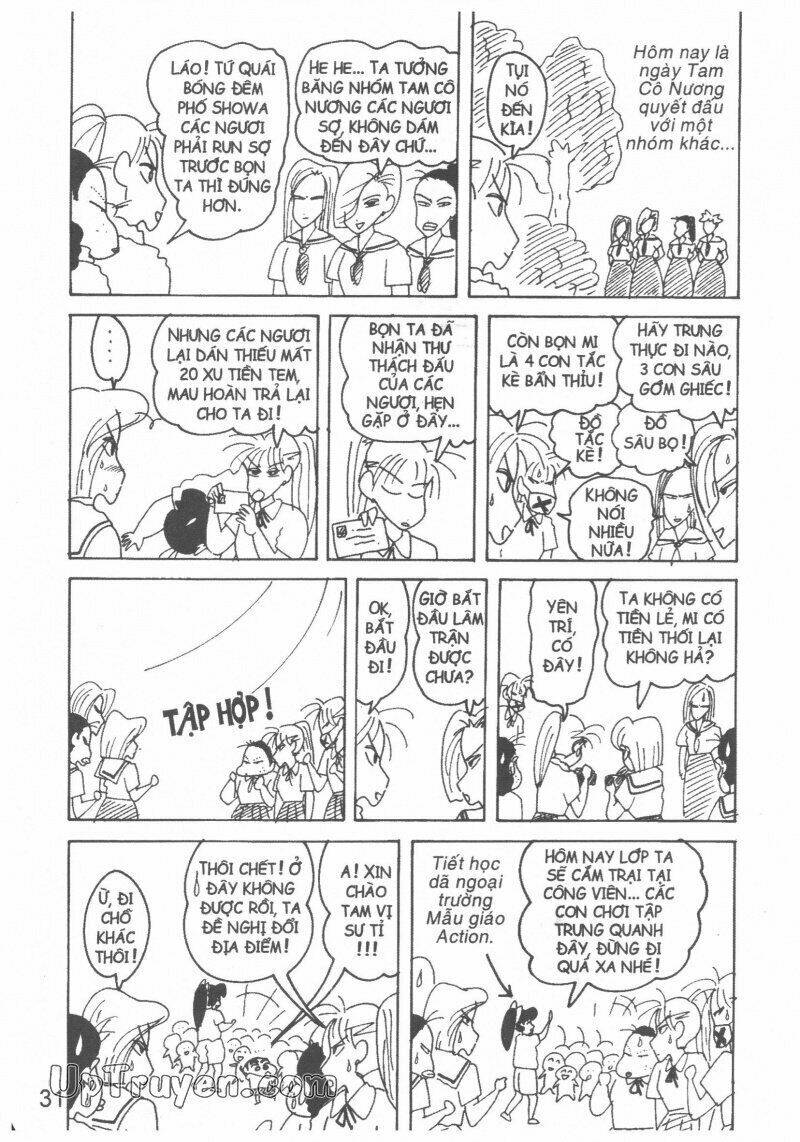 Hôm nay là
ngày Tam
Cô Nương
quyết đấu
với một
nhóm khác...
TỤI
NÓ
ĐẾN
KÌA!
HE HE... TA TƯỞNG
BĂNG NHÓM TAM CÔ
NƯƠNG CÁC NGƯƠI
SỢ, KHÔNG DÁM
ĐẾN ĐÂY CHỨ...
LÁO! TỨ QUÁI
BÓNG ĐÊM
PHỐ SHOWA
CÁC NGƯƠI
PHẢI RUN SỢ
TRƯỚC BỌN
TA THÌ ĐÚNG
HƠN.
HÃY TRUNG
THỰC ĐI NÀO,
3 CON SÂU
GỚM GHIẾC!
CÒN BỌN MI
LÀ 4 CON TẮC
KÈ BẨN THỈU!
ĐỒ
SÂU BỌ!
ĐỒ
TẮC
KÈ!
KHÔNG
NÓI
NHIỀU
NỮA!
BỌN TA ĐÃ
NHẬN THƯ
THÁCH ĐẤU
CỦA CÁC
NGƯƠI, HẸN
GẶP Ở ĐÂY...
NHƯNG CÁC NGƯƠI
LẠI DÁN THIẾU MẤT
20 XU TIỀN TEM,
MAU HOÀN TRẢ LẠI
CHO TA ĐI!
...
TA KHÔNG CÓ
TIỀN LẺ, MI CÓ
TIỀN THỐI LẠI
KHÔNG HẢ?
YÊN
TRÍ,
CÓ
ĐÂY!
GIỜ BẮT
ĐẦU LÂM
TRẬN
ĐƯỢC
CHƯA?
OK,
BẮT
ĐẦU
ĐI!
TẬP HỢP!
HÔM NAY LỚP TA
SẼ CẮM TRẠI TẠI
CÔNG VIÊN... CÁC
CON CHƠI TẬP
TRUNG QUANH
ĐÂY, ĐỪNG ĐI
QUÁ XA NHÉ!
Tiết học
dã ngoại
trường
Mẫu giáo
Action.
A! XIN
CHÀO
TAM VỊ
SƯ TỈ
!!!
THÔI CHẾT! Ở
ĐÂY KHÔNG
ĐƯỢC RỒI, TA
ĐỀ NGHỊ ĐỔI
ĐỊA ĐIỂM!
Ừ, ĐI
CHỖ
KHÁC
THÔI!
UpTruyen.com